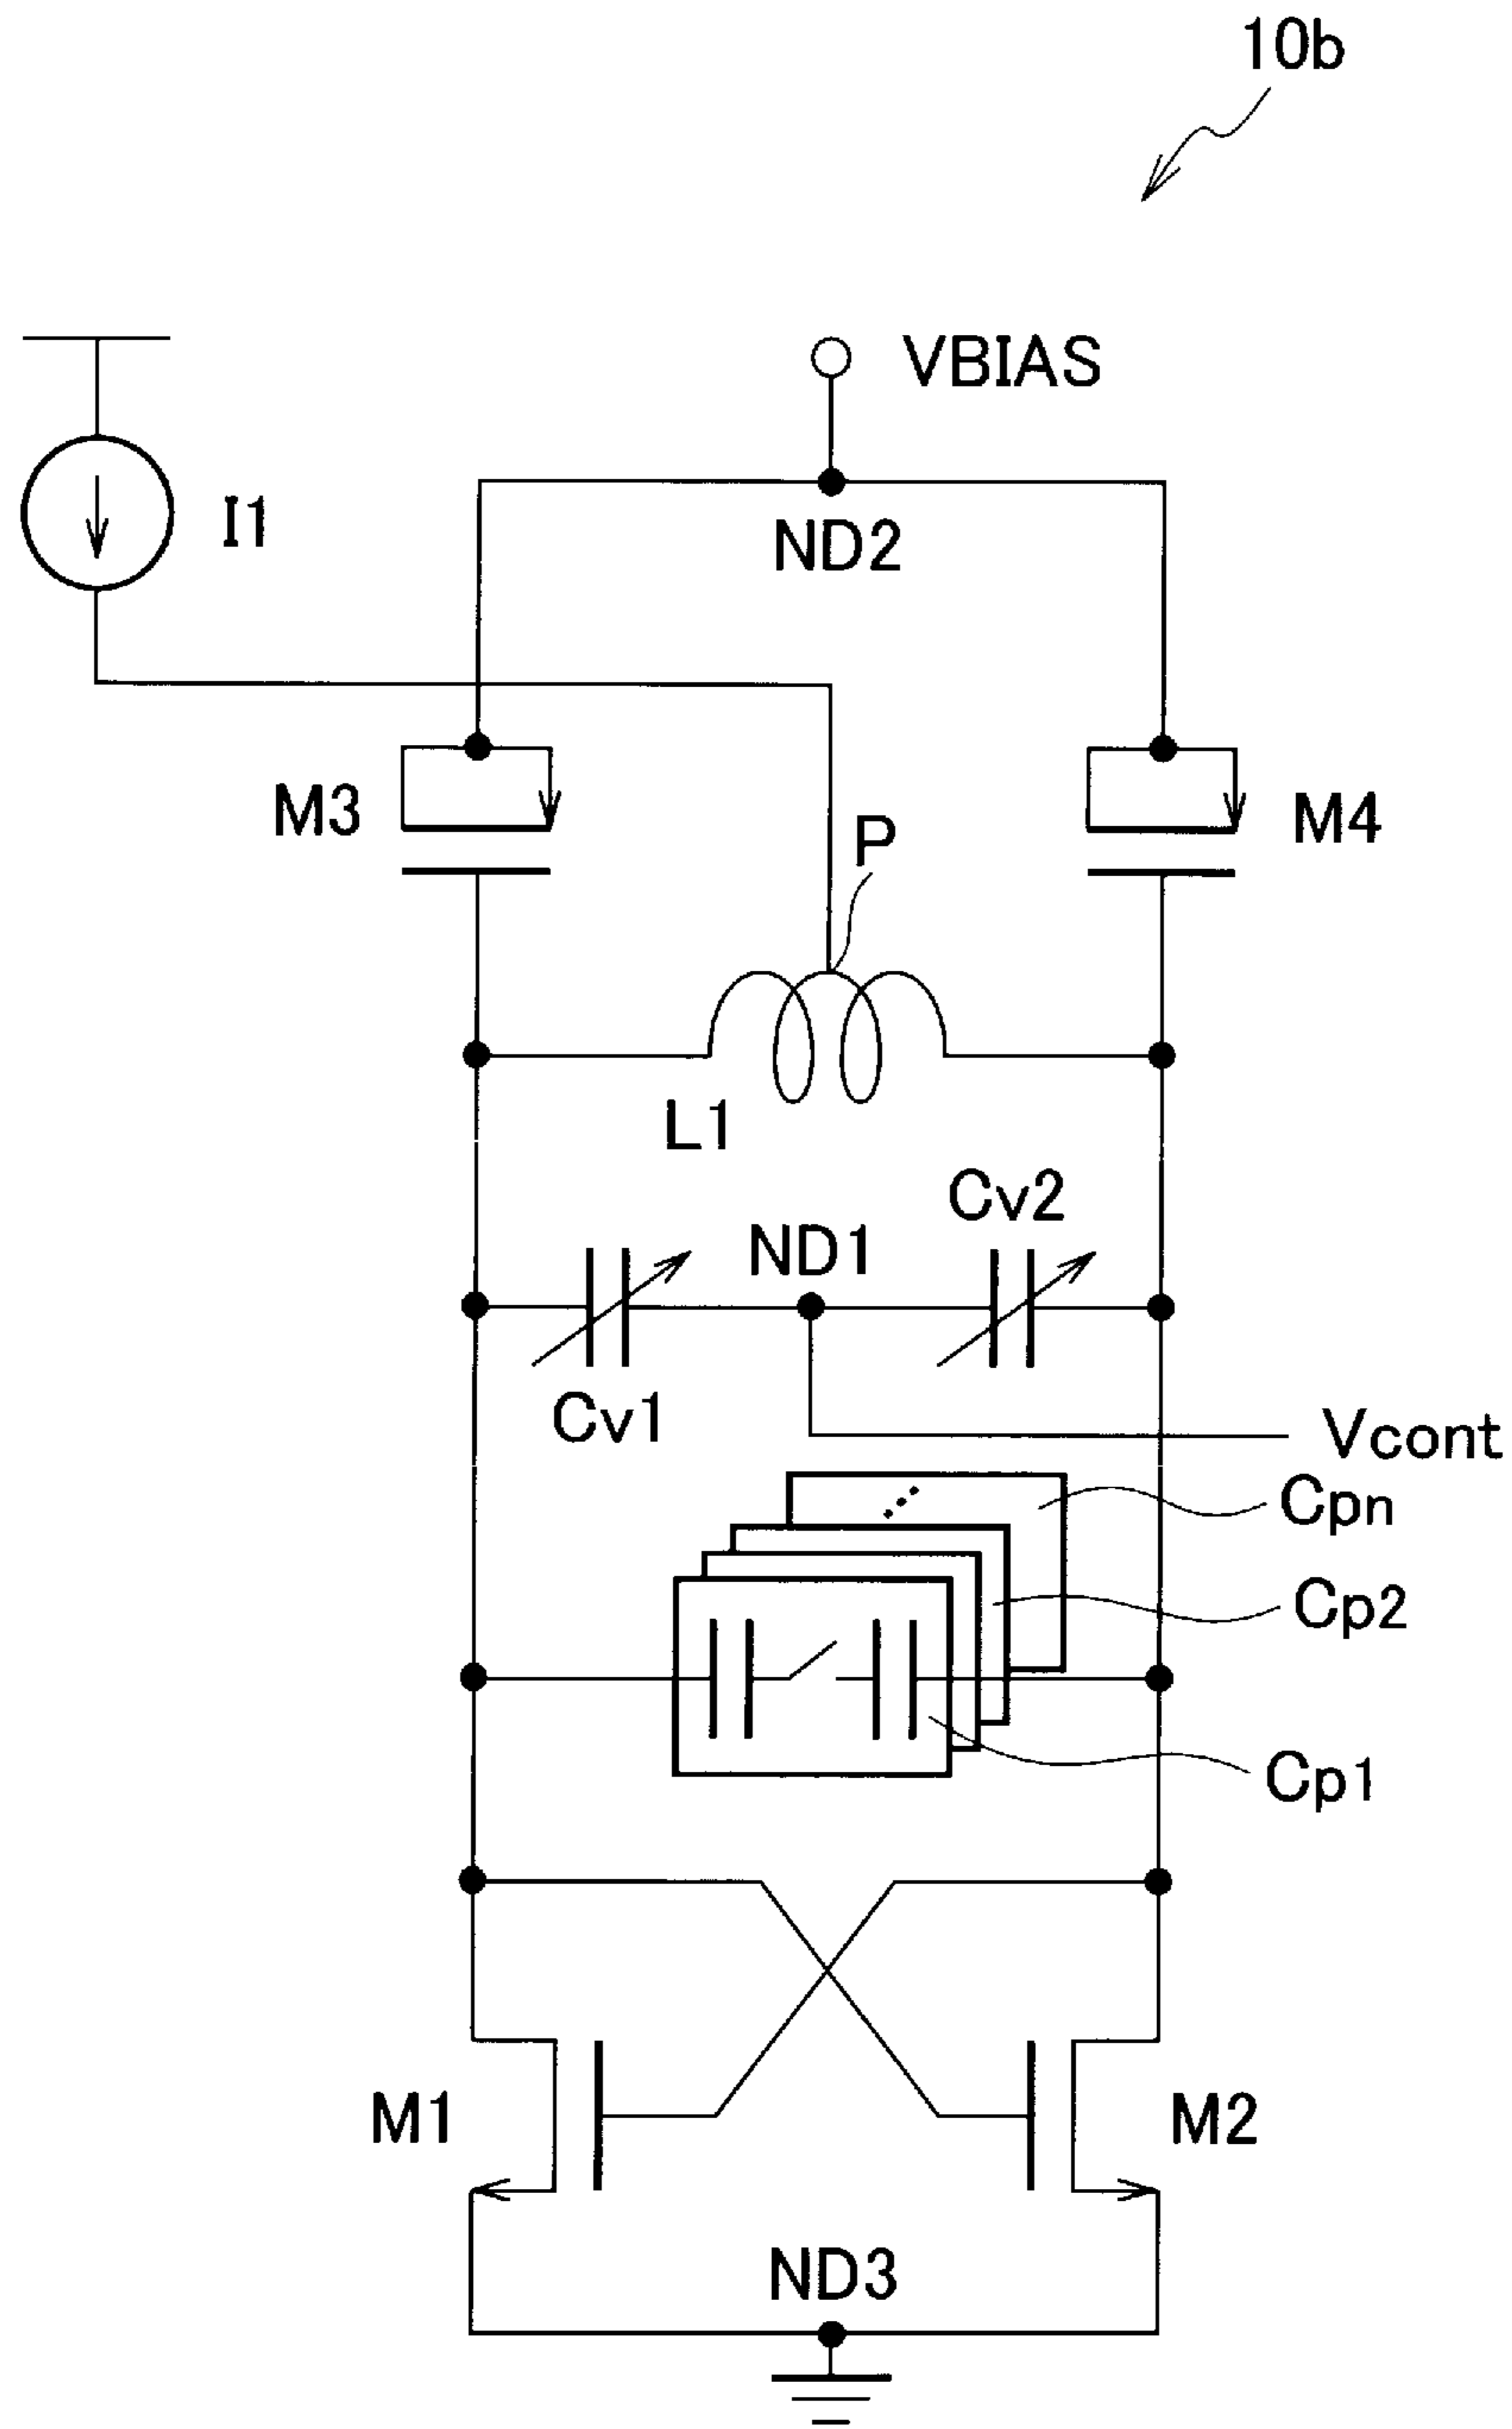 10b
VBIAS
I1
ND2
M3
P
M4
L1
Cv2
ND1
Cv1
Vcont
Cpn
Cp2
Cp1
M1
M2
ND3